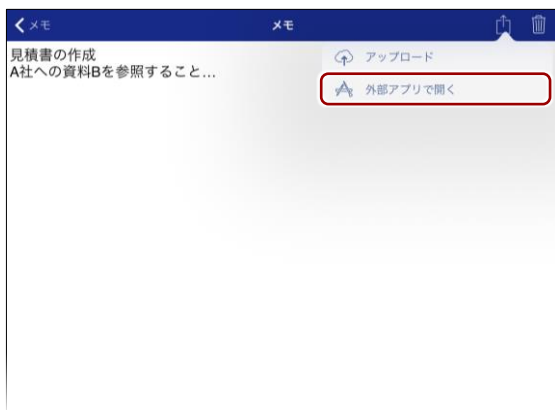 メモ
メモ
見積書の作成
A社への資料Bを参照すること…
アップロード
外部アプリで開く